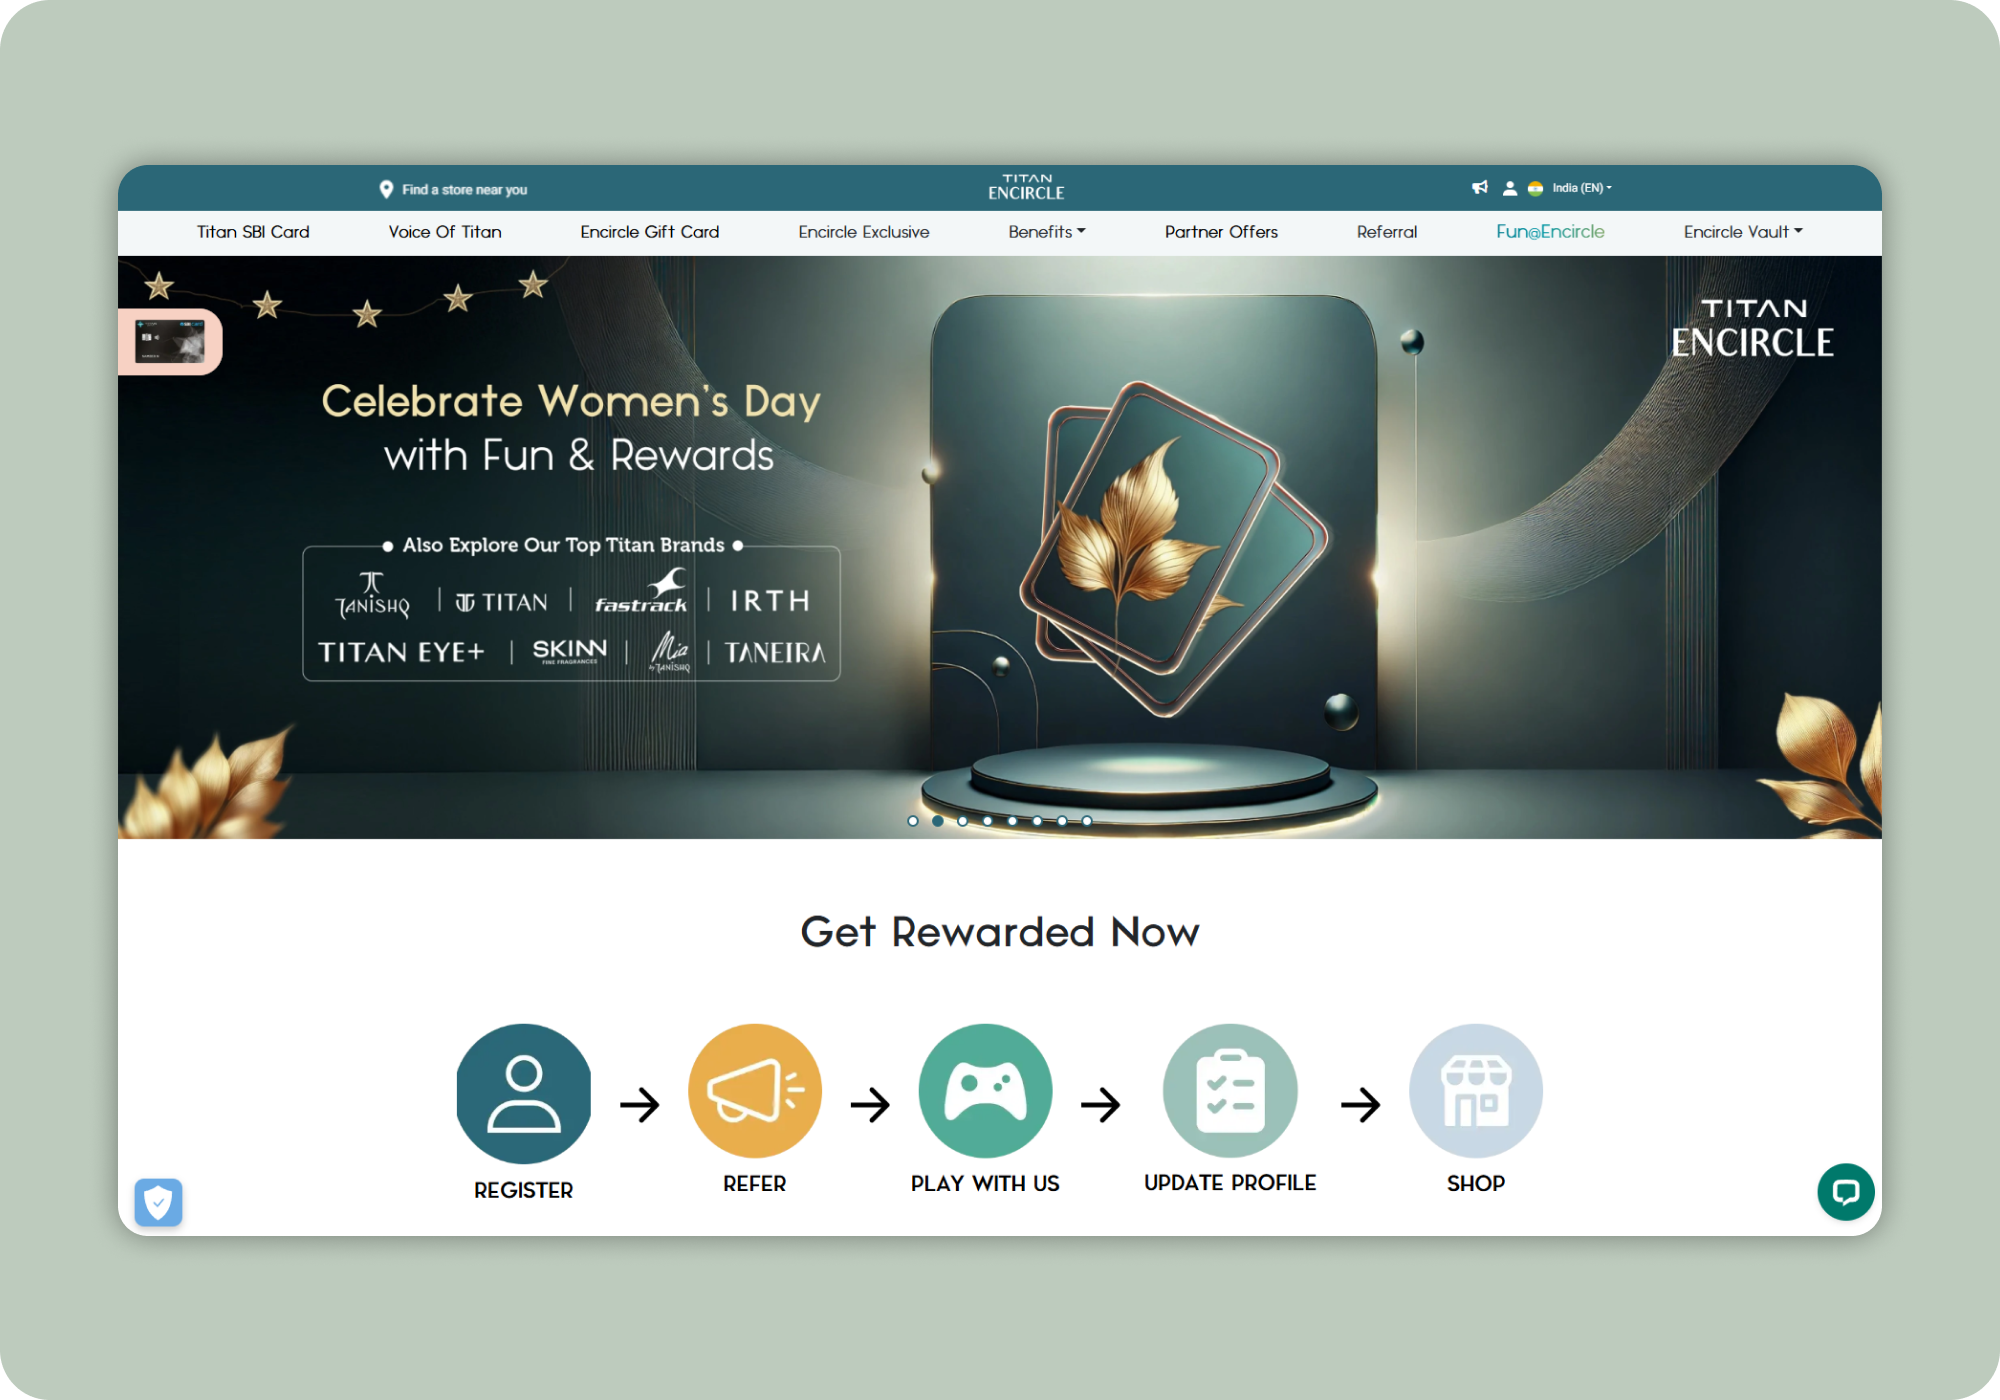 Find a store near you
TITAN
ENCIRCLE
India (EN)
Titan SBI Card
Voice Of Titan
Encircle Gift Card
Encircle Exclusive
Benefits
Partner Offers
Referral
Fun@Encircle
Encircle Vault
TITAN
ENCIRCLE
Celebrate Women's Day
with Fun & Rewards
Also Explore Our Top Titan Brands
TANISHQ
TITAN
fastrack
IRTH
TITAN EYE+
SKINN
FINE FRAGRANCES
Mia
by TANISHQ
TANEIRA
Get Rewarded Now
REGISTER
REFER
PLAY WITH US
UPDATE PROFILE
SHOP